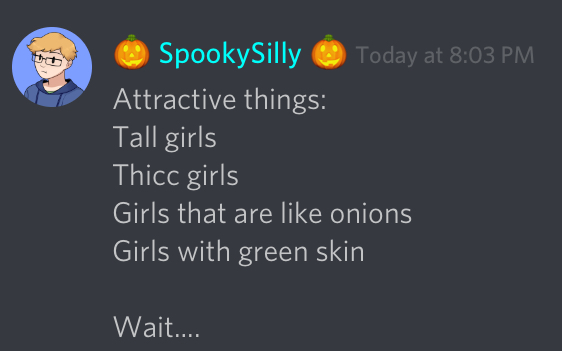 🎃 SpookySilly 🎃 Today at 8:03 PM
Attractive things:
Tall girls
Thicc girls
Girls that are like onions
Girls with green skin
Wait....